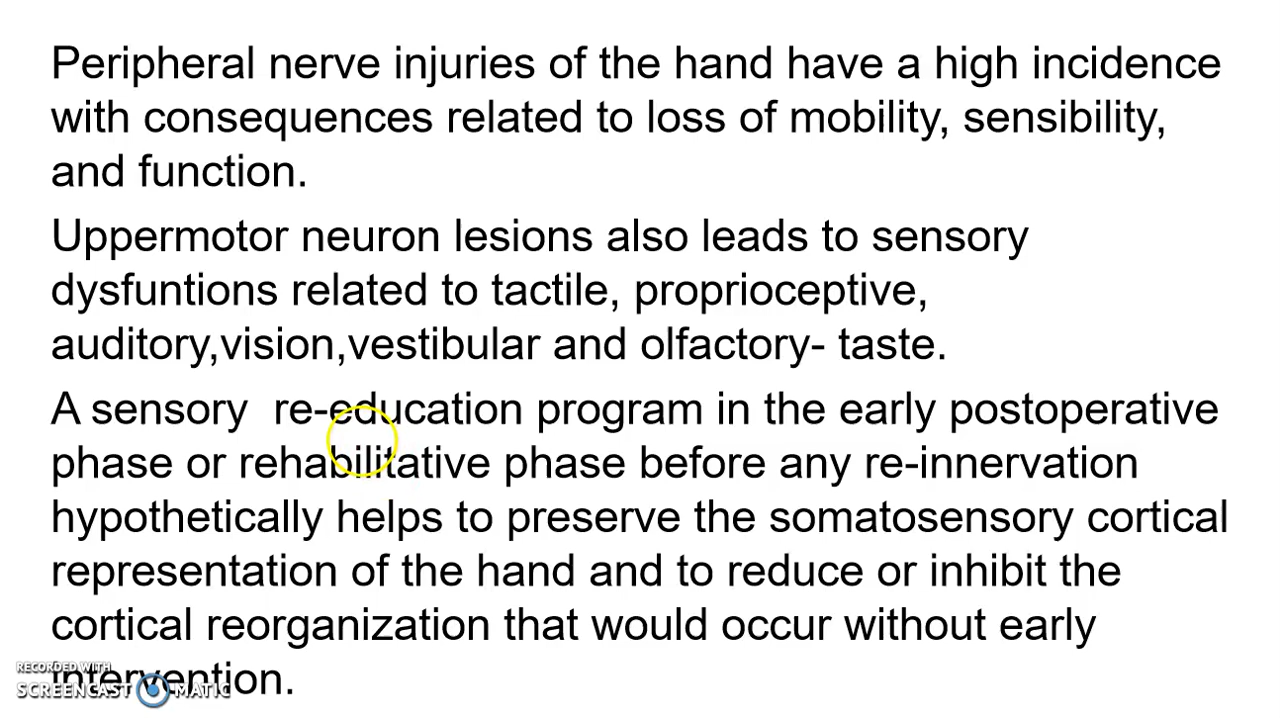 Peripheral nerve injuries of the hand have a high incidence
with consequences related to loss of mobility, sensibility,
and function.
Uppermotor neuron lesions also leads to sensory
dysfuntions related to tactile, proprioceptive,
auditory,vision,vestibular and olfactory- taste.
A sensory  re-education program in the early postoperative
phase or rehabilitative phase before any re-innervation
hypothetically helps to preserve the somatosensory cortical
representation of the hand and to reduce or inhibit the
cortical reorganization that would occur without early
intervention.
RECORDED WITH
SCREENCAST MATIC